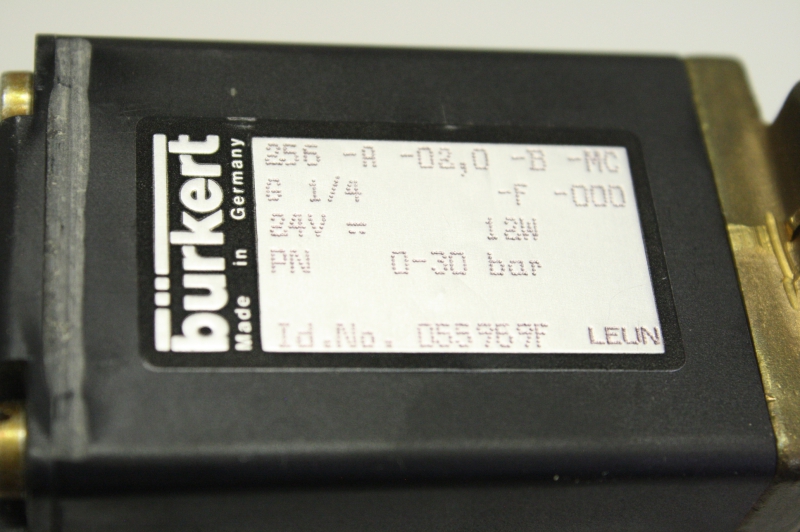 bürkert
Made in Germany
256 -A -02,0 -B -MC
G 1/4 -F -000
24V = 12W
PN 0-30 bar
Id.No. 055969F LEUN